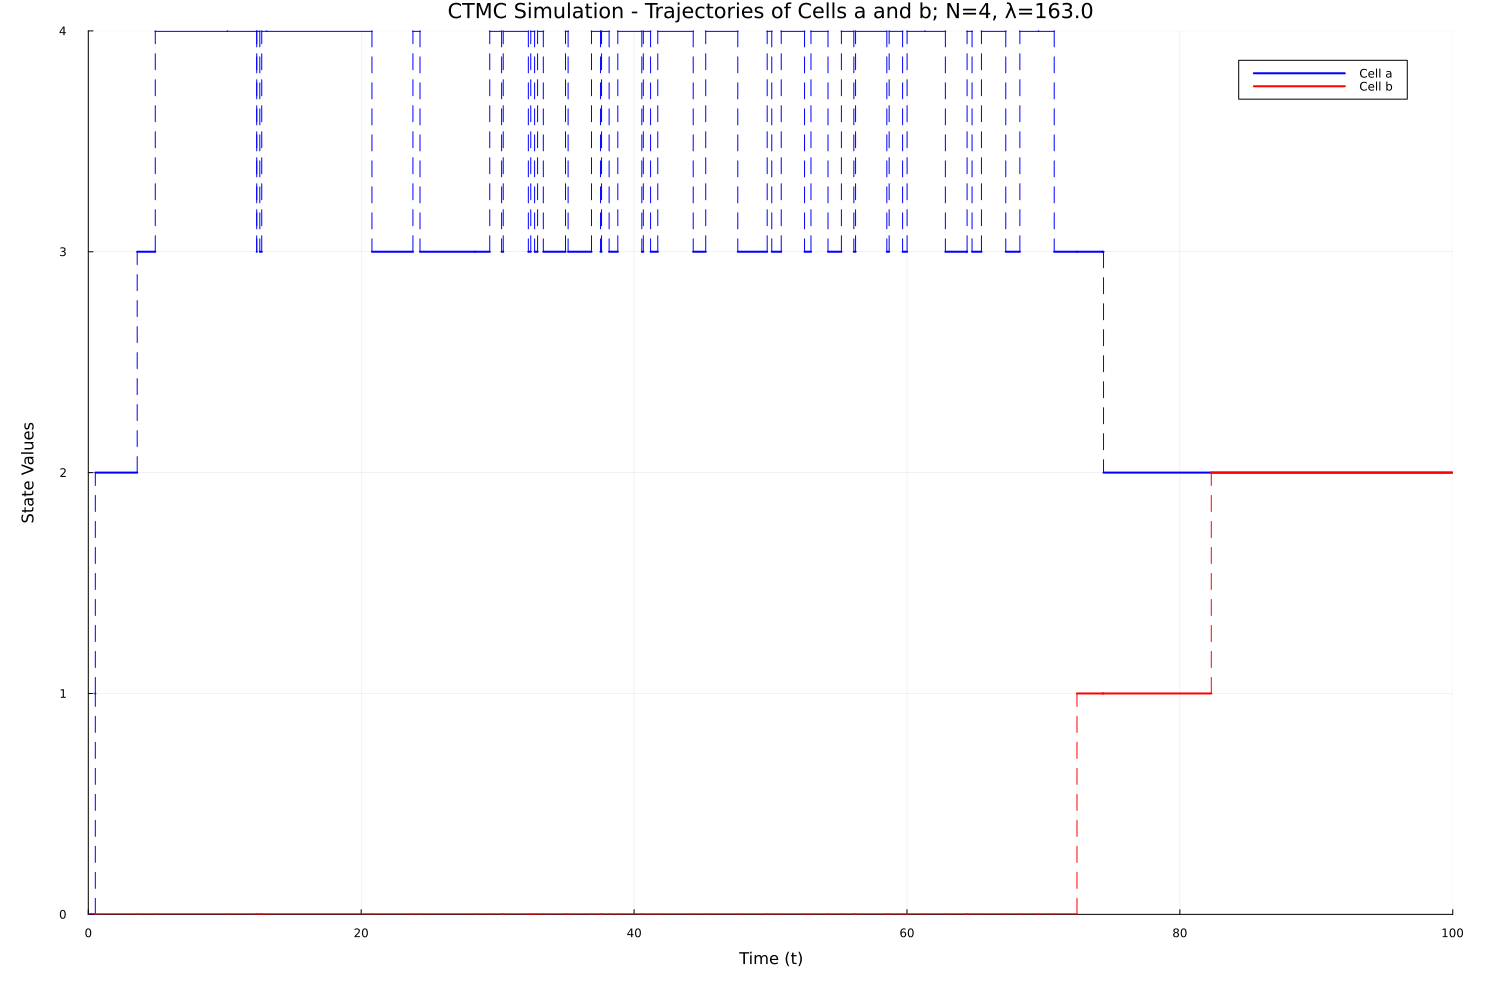 CTMC Simulation - Trajectories of Cells a and b; N=4, λ=163.0
4
Cell a
Cell b
3
State Values
2
1
0
0 20 40 60 80 100
Time (t)